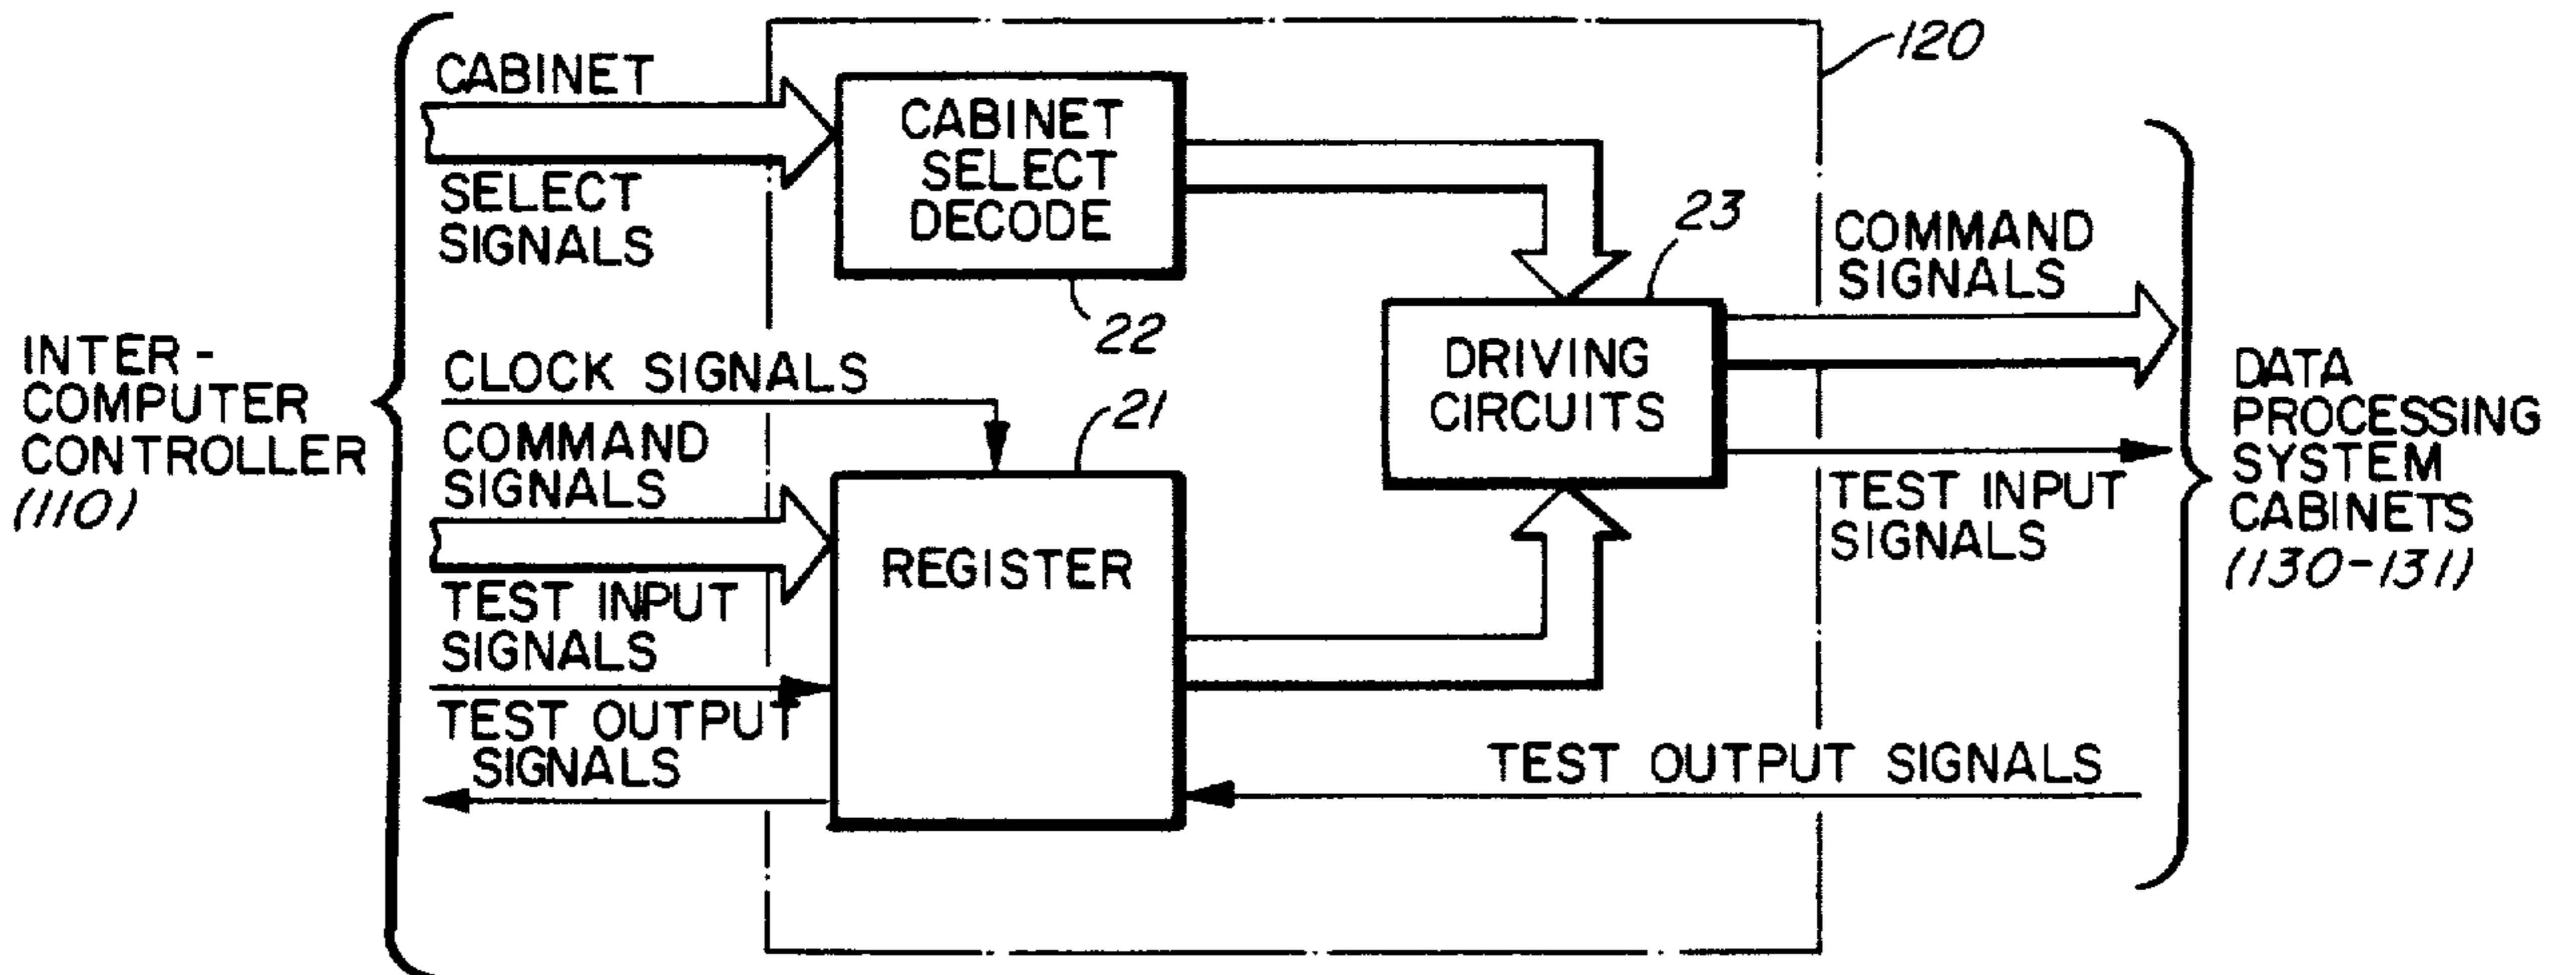 INTER-
COMPUTER
CONTROLLER
(110)
CABINET
SELECT
SIGNALS
CLOCK SIGNALS
COMMAND
SIGNALS
TEST INPUT
SIGNALS
TEST OUTPUT
SIGNALS
CABINET
SELECT
DECODE
22
21
REGISTER
23
DRIVING
CIRCUITS
120
COMMAND
SIGNALS
TEST INPUT
SIGNALS
TEST OUTPUT SIGNALS
DATA
PROCESSING
SYSTEM
CABINETS
(130-131)